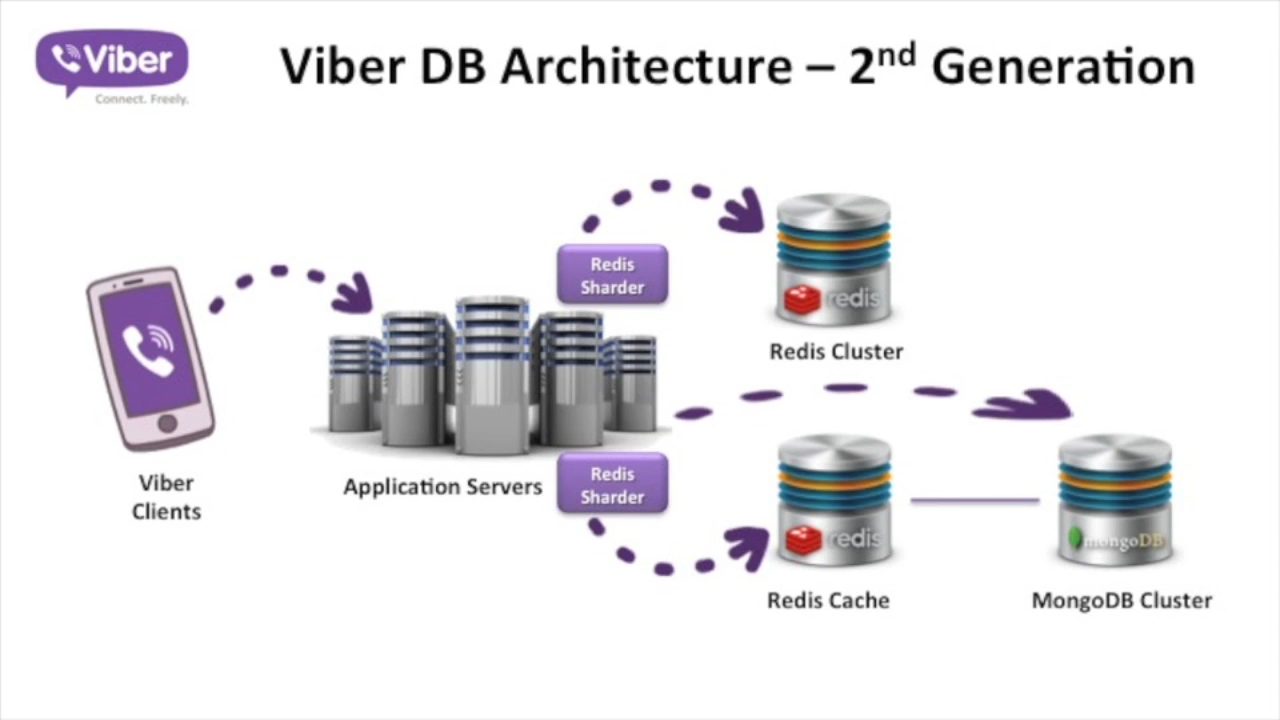 Viber
Connect. Freely.
Viber DB Architecture – 2nd Generation
Redis
Sharder
redis
Redis Cluster
Viber
Clients
Application Servers
Redis
Sharder
redis
mongoDB
Redis Cache
MongoDB Cluster